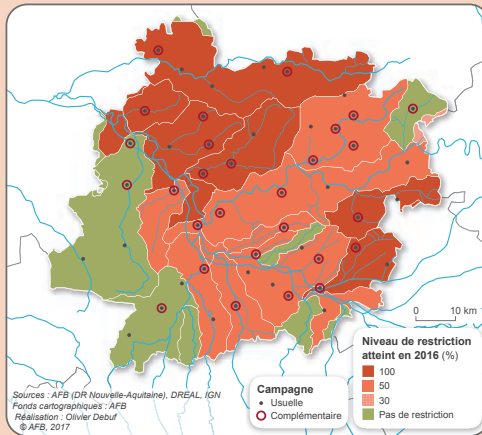 0 10 km
Niveau de restriction
atteint en 2016 (%)
100
50
30
Pas de restriction
Campagne
Usuelle
Complémentaire
Sources : AFB (DR Nouvelle-Aquitaine), DREAL, IGN
Fonds cartographiques : AFB
Réalisation : Olivier Debuf
© AFB, 2017